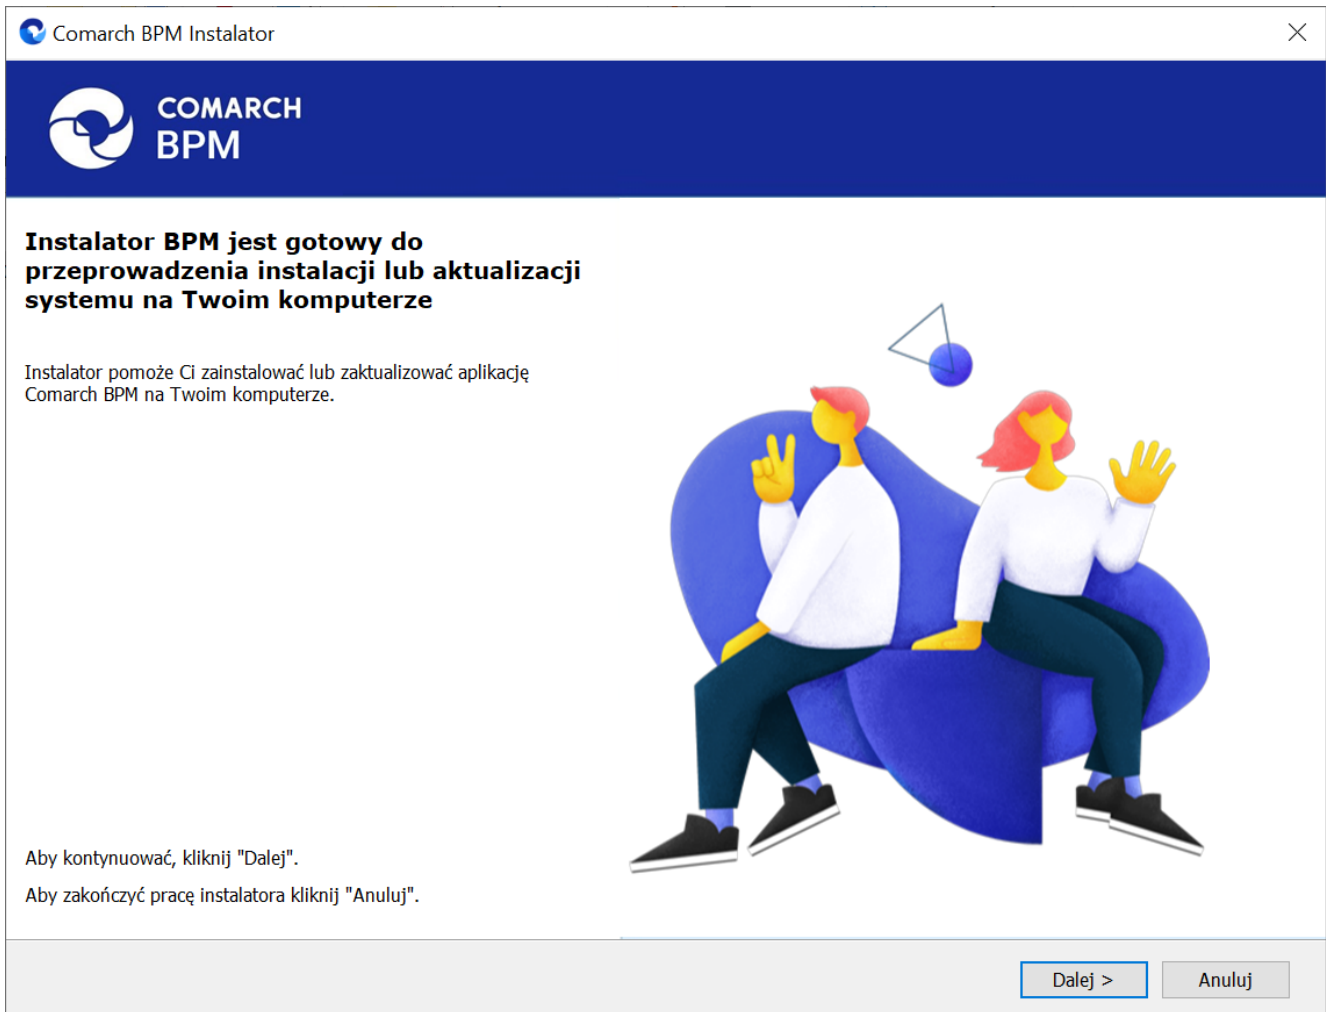 Comarch BPM Instalator
COMARCH
BPM
Instalator BPM jest gotowy do
przeprowadzenia instalacji lub aktualizacji
systemu na Twoim komputerze
Instalator pomoże Ci zainstalować lub zaktualizować aplikację
Comarch BPM na Twoim komputerze.
Aby kontynuować, kliknij "Dalej".
Aby zakończyć pracę instalatora kliknij "Anuluj".
Dalej >
Anuluj